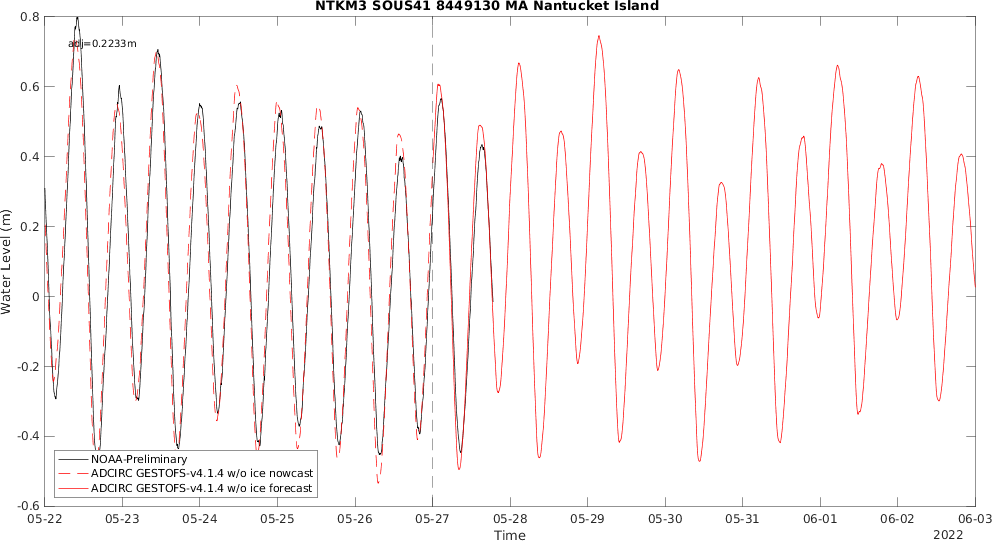 NTKM3 SOUS41 8449130 MA Nantucket Island
0.8
adj=0.2233m
0.6
0.4
0.2
0
-0.2
-0.4
-0.6
Water Level (m)
NOAA-Preliminary
ADCIRC GESTOFS-v4.1.4 w/o ice nowcast
ADCIRC GESTOFS-v4.1.4 w/o ice forecast
05-22 05-23 05-24 05-25 05-26 05-27 05-28 05-29 05-30 05-31 06-01 06-02 06-03
Time
2022